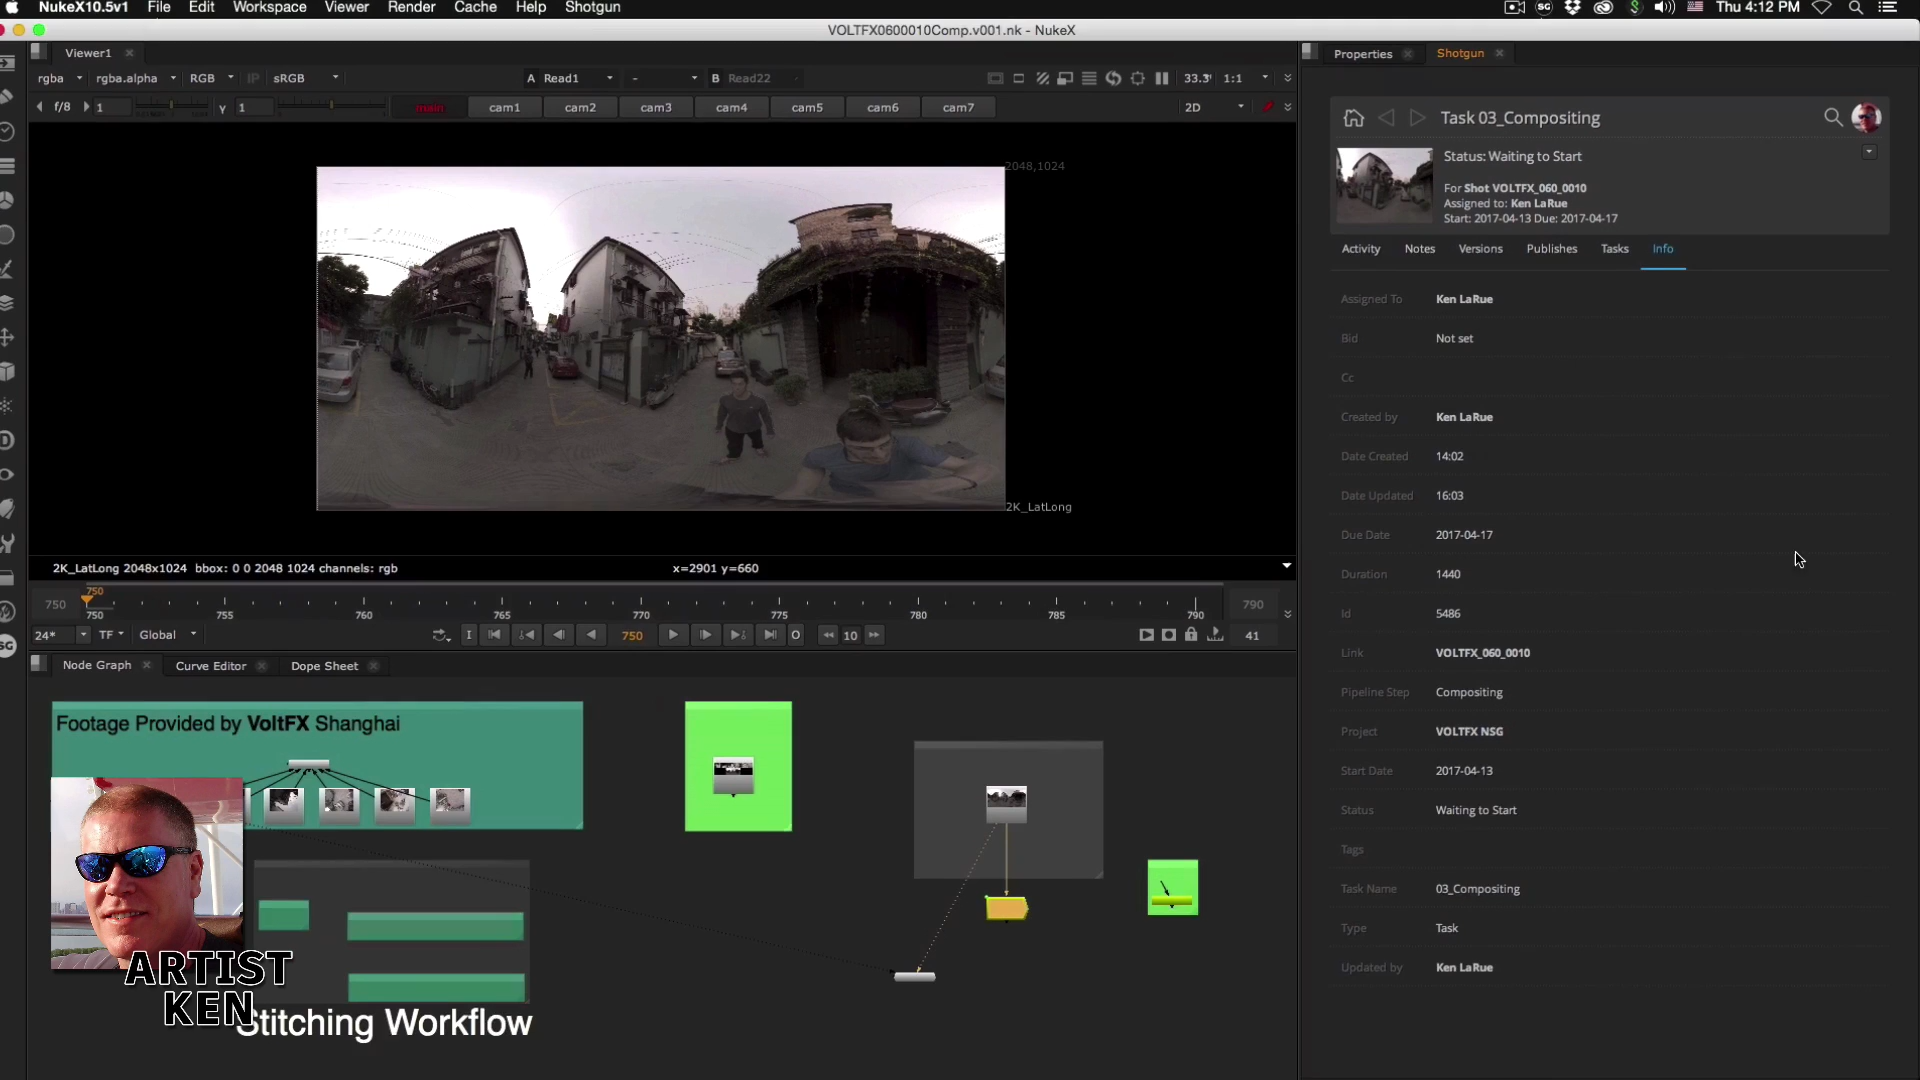 NukeX10.5v1 File Edit Workspace Viewer Render Cache Help Shotgun
Thu 4:12 PM
VOLTFX0600010Comp.v001.nk - NukeX
Viewer1
rgba rgba.alpha RGB IP sRGB A Read1 - B Read22 33.3 1:1
f/8 1 y 1 main cam1 cam2 cam3 cam4 cam5 cam6 cam7 2D
2048,1024
2K_LatLong
2K_LatLong 2048x1024 bbox: 0 0 2048 1024 channels: rgb x=2901 y=660
750
750 790
750 755 760 765 770 775 780 785 790
24* TF Global I 750 O 10 41
Node Graph Curve Editor Dope Sheet
Footage Provided by VoltFX Shanghai
ARTIST
KEN
Stitching Workflow
Properties Shotgun
Task 03_Compositing
Status: Waiting to Start
For Shot VOLTFX_060_0010
Assigned to: Ken LaRue
Start: 2017-04-13 Due: 2017-04-17
Activity Notes Versions Publishes Tasks Info
Assigned To Ken LaRue
Bid Not set
Cc
Created by Ken LaRue
Date Created 14:02
Date Updated 16:03
Due Date 2017-04-17
Duration 1440
Id 5486
Link VOLTFX_060_0010
Pipeline Step Compositing
Project VOLTFX NSG
Start Date 2017-04-13
Status Waiting to Start
Tags
Task Name 03_Compositing
Type Task
Updated by Ken LaRue